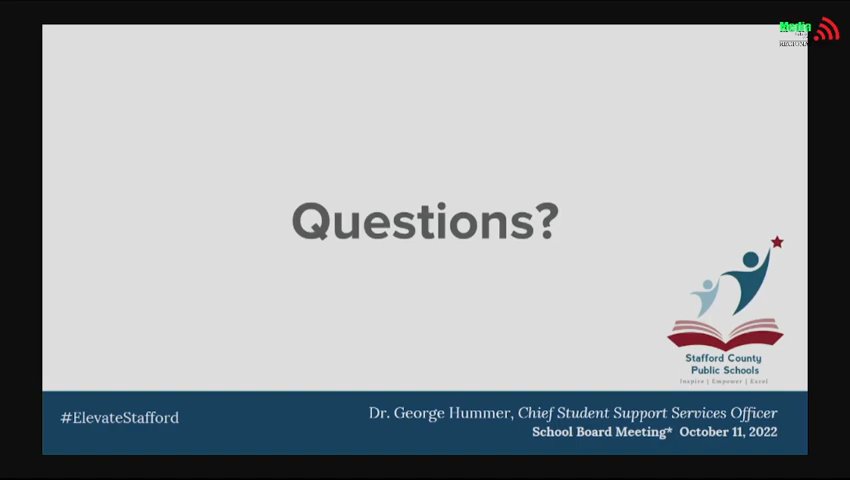 Media
Questions?
Stafford County
Public Schools
Inspire | Empower | Excel
#ElevateStafford
Dr. George Hummer, Chief Student Support Services Officer
School Board Meeting* October 11, 2022